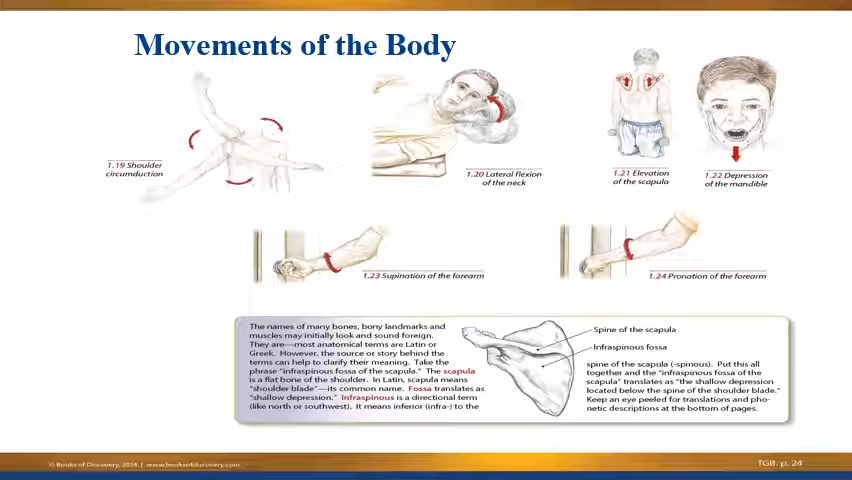 Movements of the Body
1.19 Shoulder
circumduction
1.20 Lateral flexion
of the neck
1.21 Elevation
of the scapula
1.22 Depression
of the mandible
1.23 Supination of the forearm
1.24 Pronation of the forearm
The names of many bones, bony landmarks and
muscles may initially look and sound foreign.
They are—most anatomical terms are Latin or
Greek. However, the source or story behind the
terms can help to clarify their meaning. Take the
phrase "infraspinous fossa of the scapula." The scapula
is a flat bone of the shoulder. In Latin, scapula means
"shoulder blade"—its common name. Fossa translates as
"shallow depression." Infraspinous is a directional term
(like north or southwest). It means inferior (infra-) to the
Spine of the scapula
Infraspinous fossa
spine of the scapula (-spinous). Put this all
together and the "infraspinous fossa of the
scapula" translates as "the shallow depression
located below the spine of the shoulder blade."
Keep an eye peeled for translations and pho-
netic descriptions at the bottom of pages.
© Books of Discovery, 2014 | www.booksofdiscovery.com
TGB. p. 24